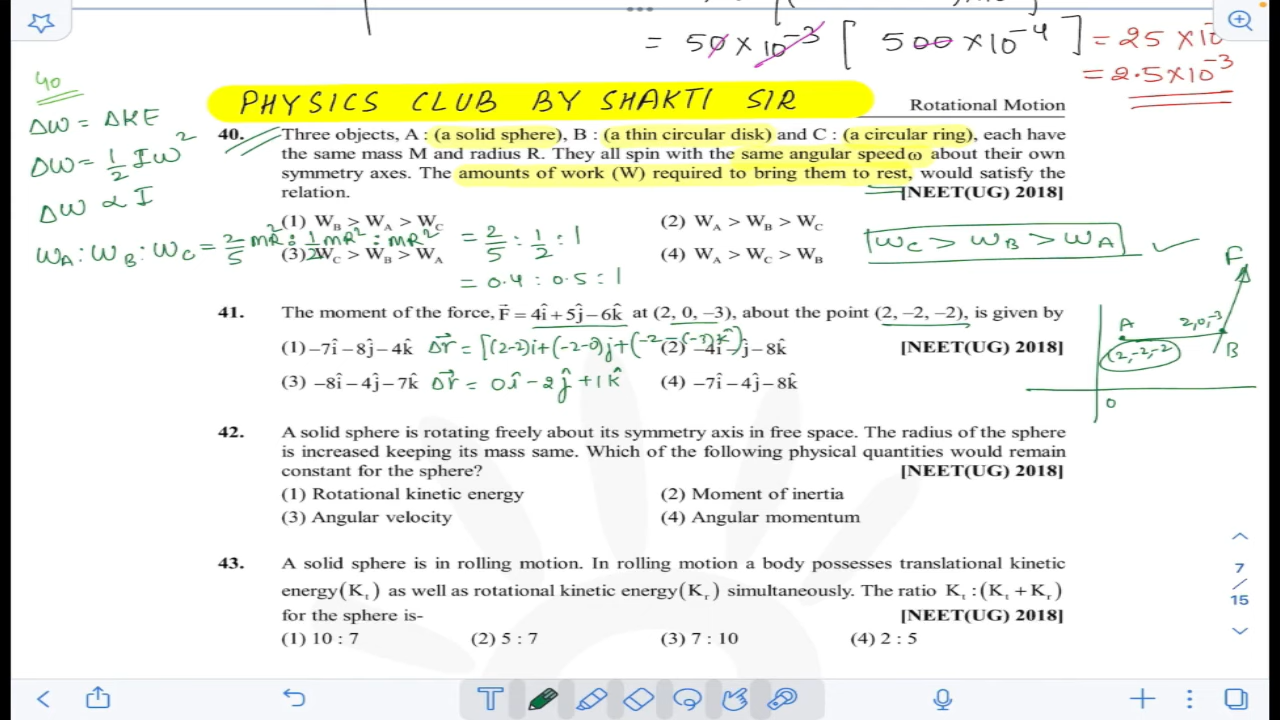 = 50 × 10⁻³ [ 500 × 10⁻⁴ ] = 25 × 10
= 2.5 × 10⁻³
PHYSICS CLUB BY SHAKTI SIR
Rotational Motion
40
ΔW = ΔKE
ΔW = 1/2 Iω²
ΔW ∝ I
W_A : W_B : W_C = 2/5 MR² : 1/2 MR² : MR² = 2/5 : 1/2 : 1
= 0.4 : 0.5 : 1
W_C > W_B > W_A
40. Three objects, A : (a solid sphere), B : (a thin circular disk) and C : (a circular ring), each have
the same mass M and radius R. They all spin with the same angular speed ω about their own
symmetry axes. The amounts of work (W) required to bring them to rest, would satisfy the
relation. [NEET(UG) 2018]
(1) W_B > W_A > W_C (2) W_A > W_B > W_C
(3) W_C > W_B > W_A (4) W_A > W_C > W_B
41. The moment of the force, F⃗ = 4î + 5ĵ − 6k̂ at (2, 0, −3), about the point (2, −2, −2), is given by
(1) −7î − 8ĵ − 4k̂ (2) −4î − ĵ − 8k̂ [NEET(UG) 2018]
Δr⃗ = [(2-2)i + (-2-0)j + (-2-(-3)k̂)]
(3) −8î − 4ĵ − 7k̂ (4) −7î − 4ĵ − 8k̂
Δr⃗ = 0î − 2ĵ + 1k̂
F
A
2,0,-3
(2,-2,-2)
B
0
42. A solid sphere is rotating freely about its symmetry axis in free space. The radius of the sphere
is increased keeping its mass same. Which of the following physical quantities would remain
constant for the sphere? [NEET(UG) 2018]
(1) Rotational kinetic energy (2) Moment of inertia
(3) Angular velocity (4) Angular momentum
43. A solid sphere is in rolling motion. In rolling motion a body possesses translational kinetic
energy(K_t) as well as rotational kinetic energy(K_r) simultaneously. The ratio K_t : (K_t + K_r)
for the sphere is- [NEET(UG) 2018]
(1) 10 : 7 (2) 5 : 7 (3) 7 : 10 (4) 2 : 5
7
/
15
T